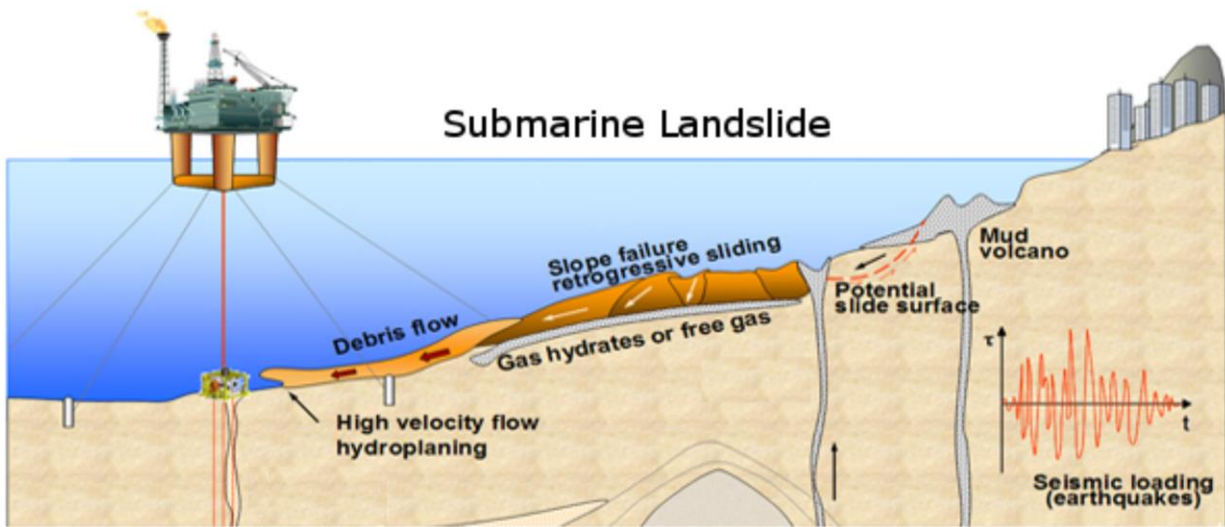 Submarine Landslide
Slope failure
retrogressive sliding
Mud
volcano
Potential
slide surface
Debris flow
Gas hydrates or free gas
High velocity flow
hydroplaning
τ
t
Seismic loading
(earthquakes)